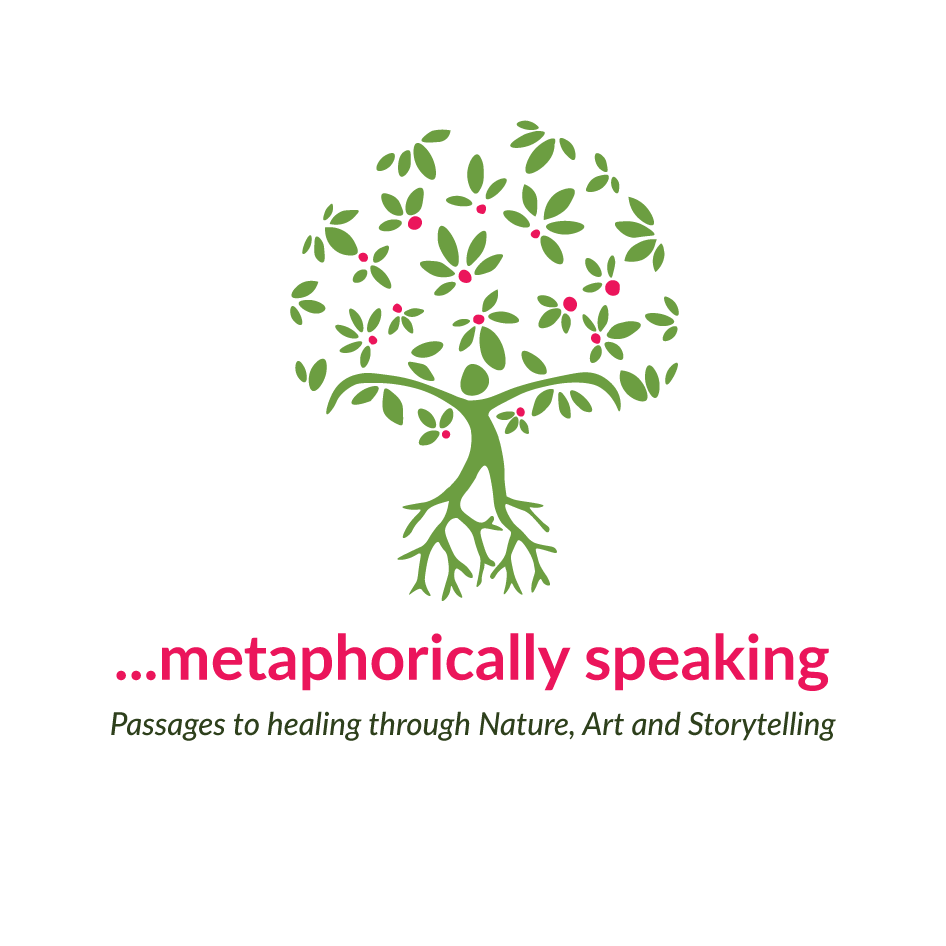 ...metaphorically speaking
Passages to healing through Nature, Art and Storytelling